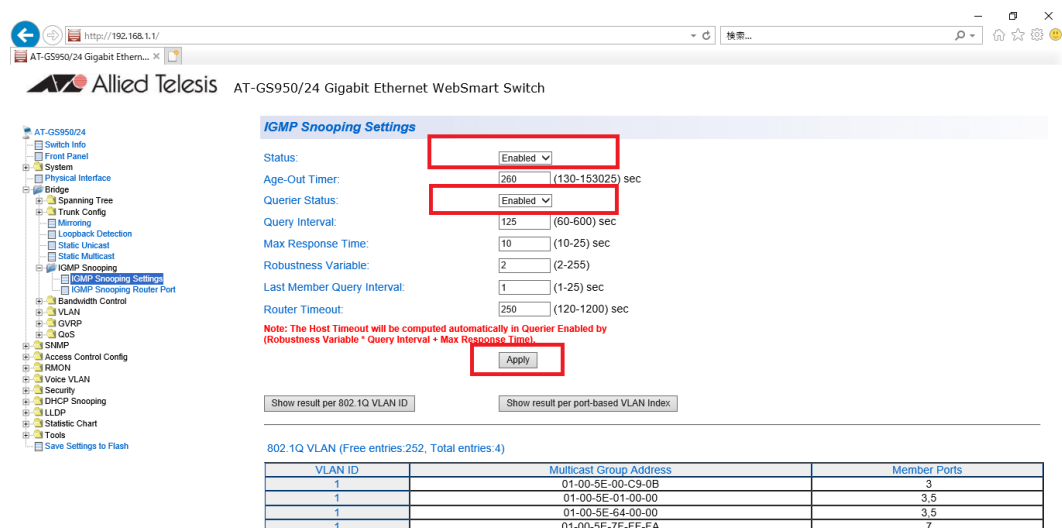 http://192.168.1.1/
検索...
AT-GS950/24 Gigabit Ethern...
Allied Telesis
AT-GS950/24 Gigabit Ethernet WebSmart Switch
AT-GS950/24
Switch Info
Front Panel
System
Physical Interface
Bridge
Spanning Tree
Trunk Config
Mirroring
Loopback Detection
Static Unicast
Static Multicast
IGMP Snooping
IGMP Snooping Settings
IGMP Snooping Router Port
Bandwidth Control
VLAN
GVRP
QoS
SNMP
Access Control Config
RMON
Voice VLAN
Security
DHCP Snooping
LLDP
Statistic Chart
Tools
Save Settings to Flash
IGMP Snooping Settings
Status: Enabled
Age-Out Timer: 260 (130-153025) sec
Querier Status: Enabled
Query Interval: 125 (60-600) sec
Max Response Time: 10 (10-25) sec
Robustness Variable: 2 (2-255)
Last Member Query Interval: 1 (1-25) sec
Router Timeout: 250 (120-1200) sec
Note: The Host Timeout will be computed automatically in Querier Enabled by
(Robustness Variable * Query Interval + Max Response Time).
Apply
Show result per 802.1Q VLAN ID Show result per port-based VLAN Index
802.1Q VLAN (Free entries:252, Total entries:4)
VLAN ID Multicast Group Address Member Ports
1 01-00-5E-00-C9-0B 3
1 01-00-5E-01-00-00 3,5
1 01-00-5E-64-00-00 3,5
1 01-00-5E-7F-FF-FA 7